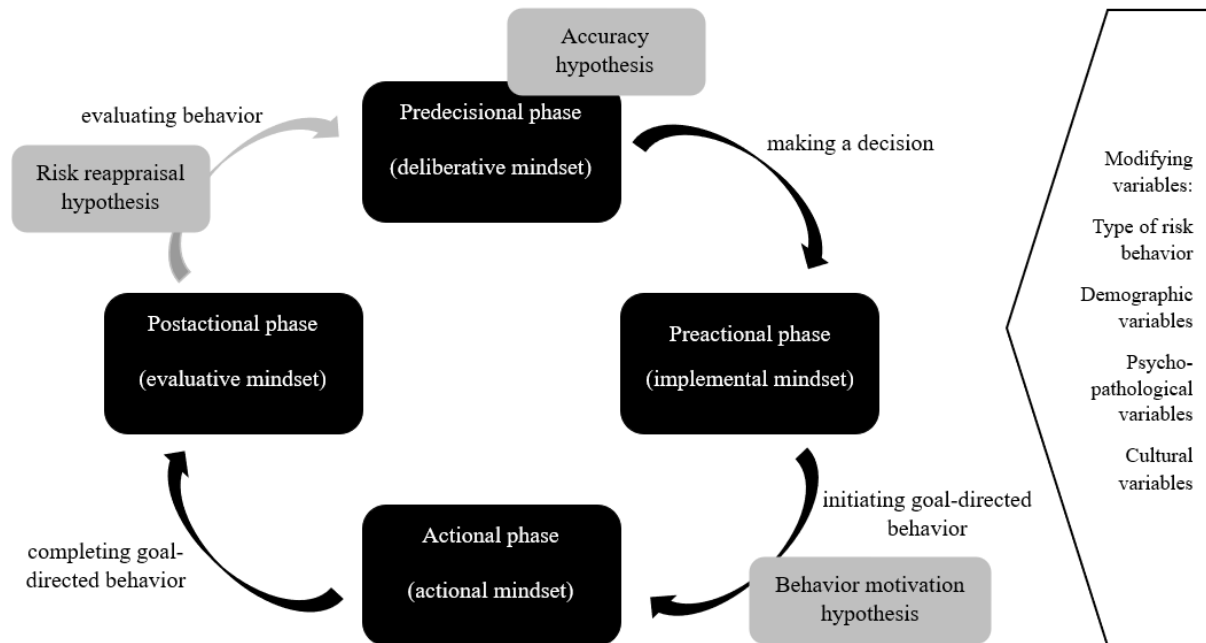 Accuracy
hypothesis
Predecisional phase
(deliberative mindset)
evaluating behavior
making a decision
Risk reappraisal
hypothesis
Postactional phase
(evaluative mindset)
Preactional phase
(implemental mindset)
initiating goal-directed
behavior
completing goal-
directed behavior
Actional phase
(actional mindset)
Behavior motivation
hypothesis
Modifying
variables:
Type of risk
behavior
Demographic
variables
Psycho-
pathological
variables
Cultural
variables